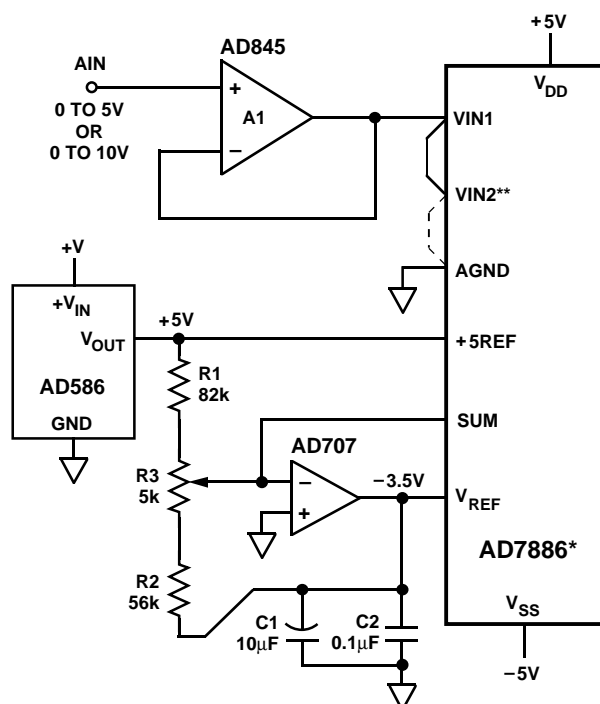 +5V
AD845
AIN
V_DD
+
A1
VIN1
0 TO 5V
OR
0 TO 10V
−
VIN2**
+V
AGND
+V_IN
+5V
V_OUT
+5REF
R1
82k
AD586
SUM
GND
AD707
R3
5k
−
−3.5V
V_REF
+
AD7886*
R2
56k
C1
10μF
C2
0.1μF
V_SS
−5V